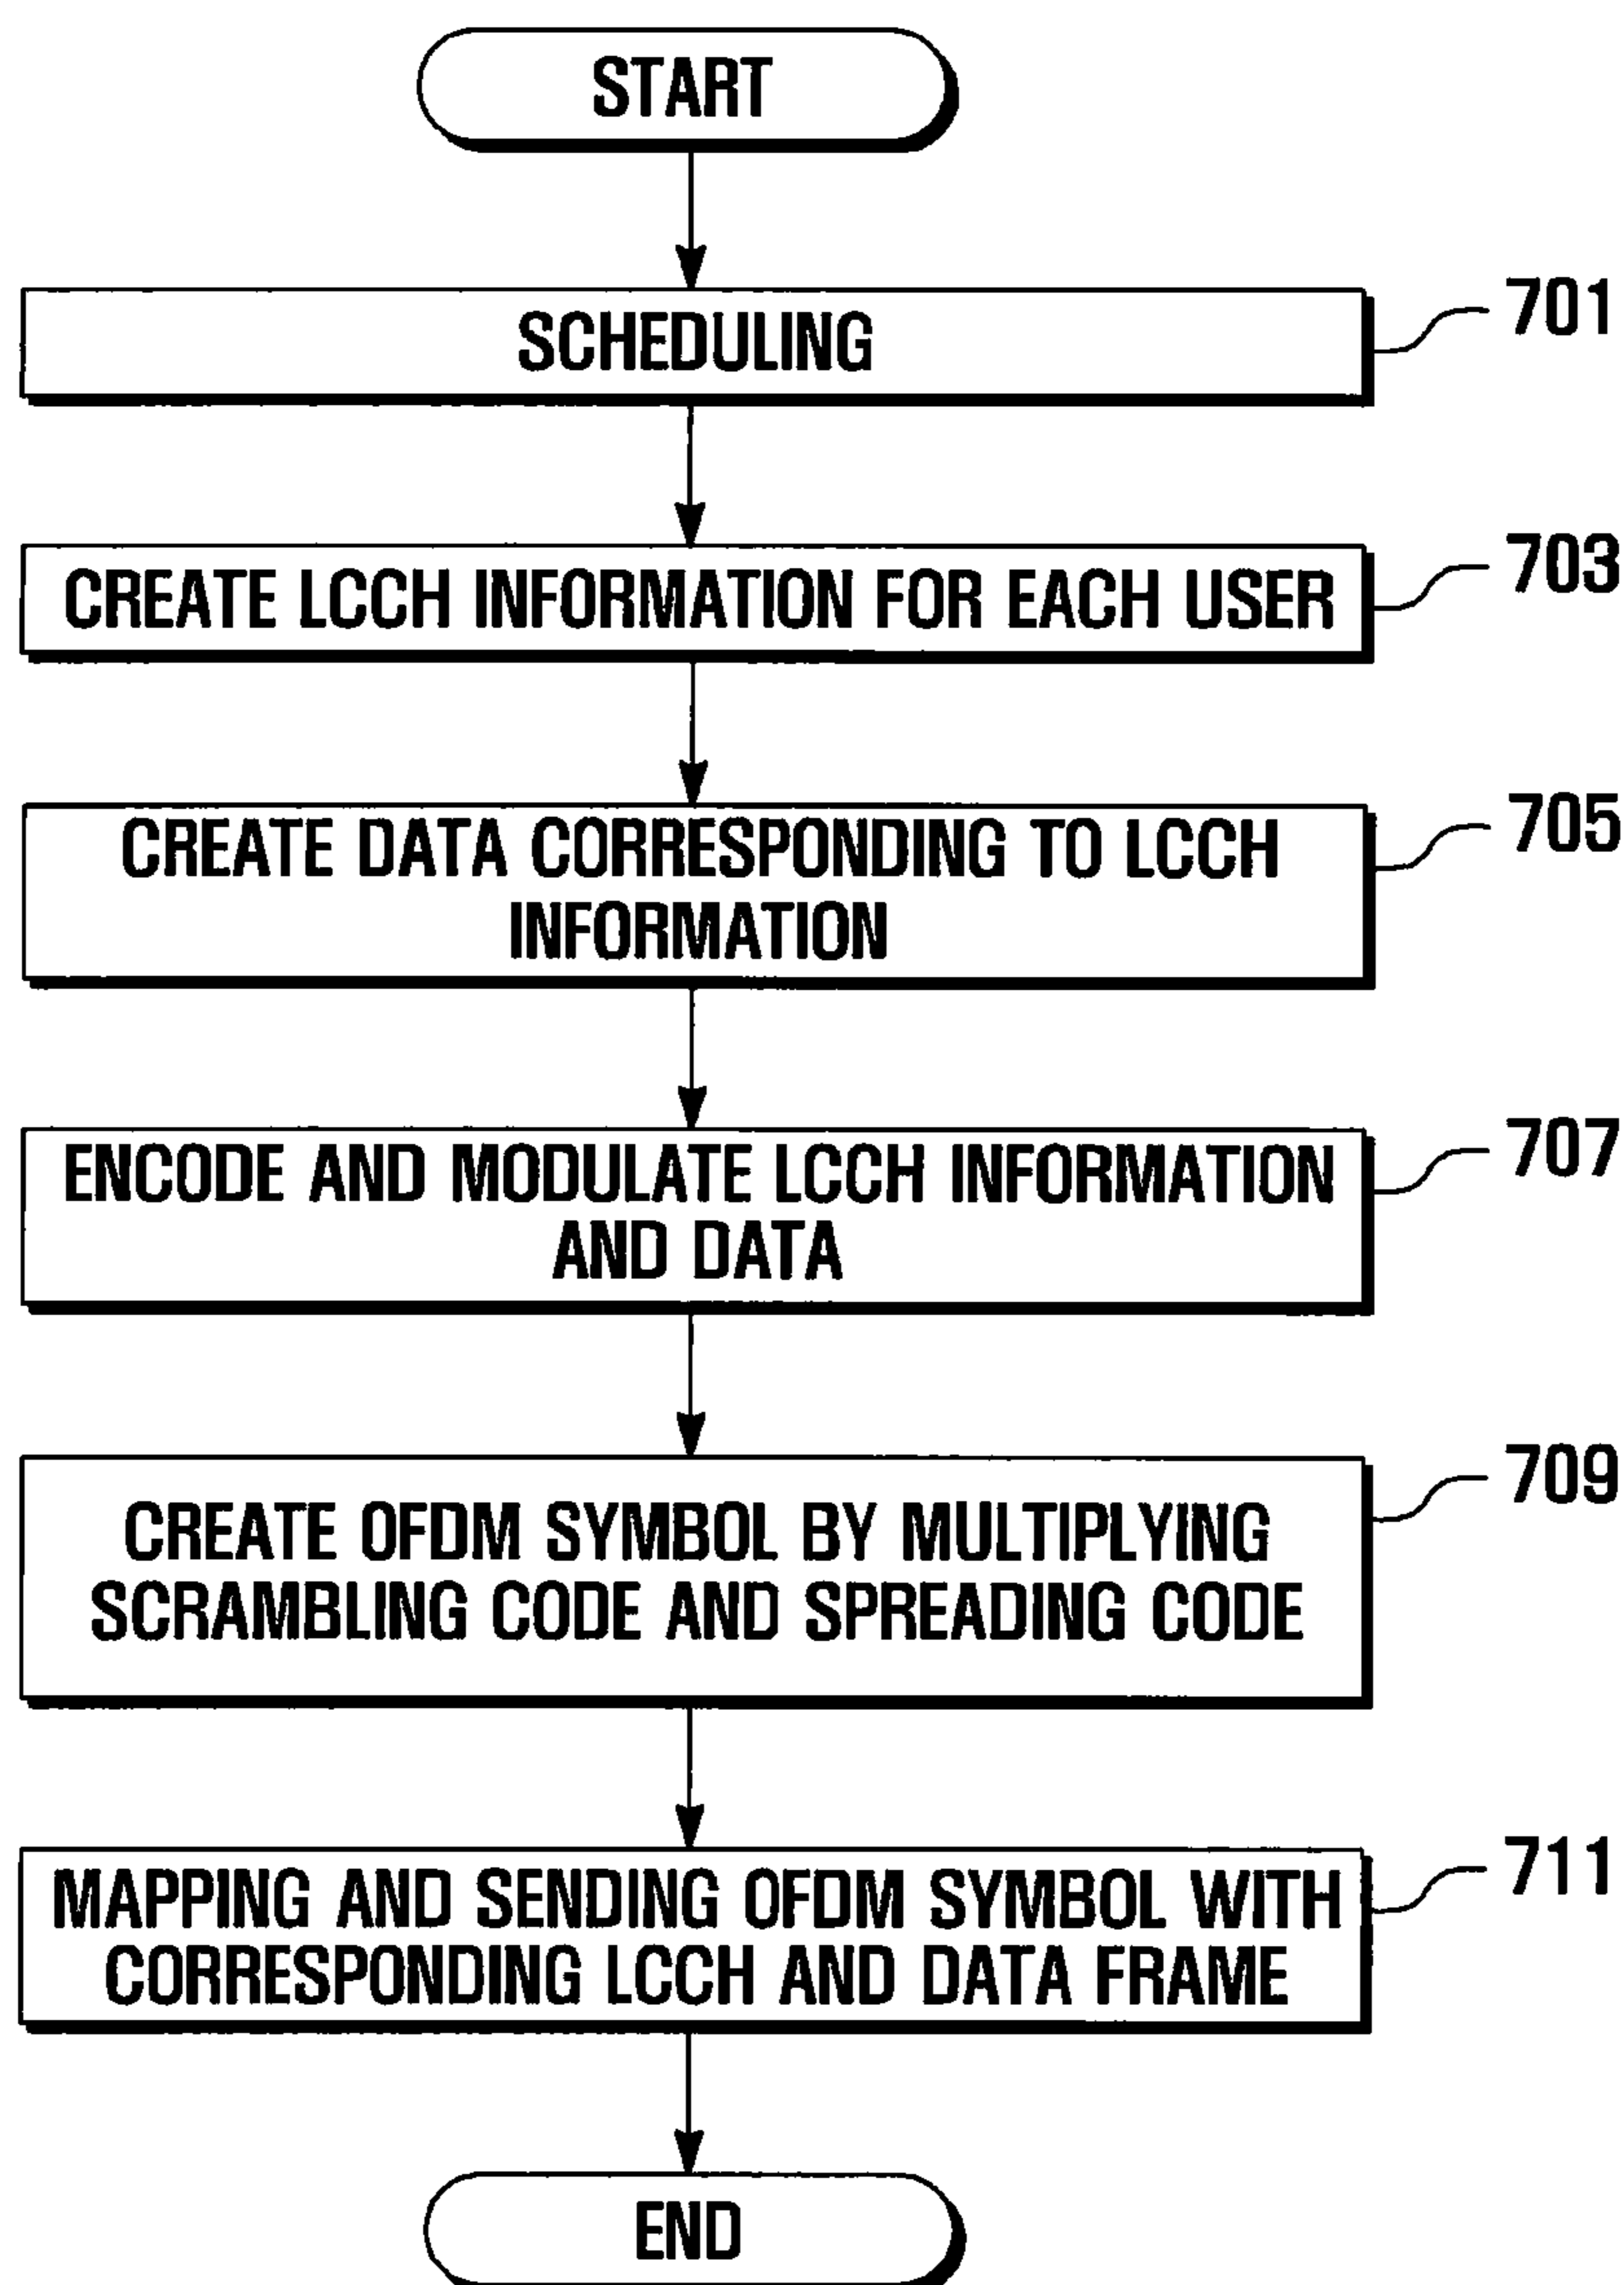 START
SCHEDULING
701
CREATE LCCH INFORMATION FOR EACH USER
703
CREATE DATA CORRESPONDING TO LCCH
INFORMATION
705
ENCODE AND MODULATE LCCH INFORMATION
AND DATA
707
CREATE OFDM SYMBOL BY MULTIPLYING
SCRAMBLING CODE AND SPREADING CODE
709
MAPPING AND SENDING OFDM SYMBOL WITH
CORRESPONDING LCCH AND DATA FRAME
711
END